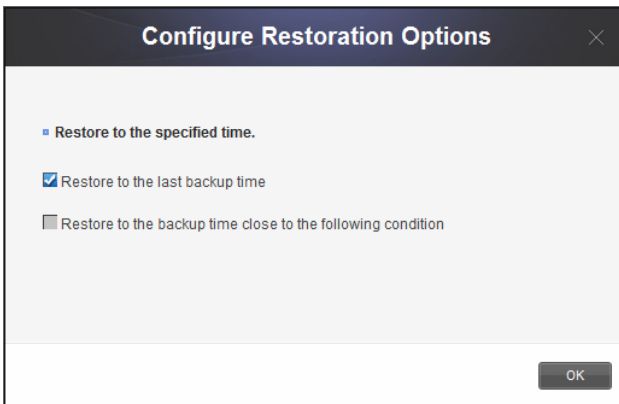 Configure Restoration Options
Restore to the specified time.
Restore to the last backup time
Restore to the backup time close to the following condition
OK